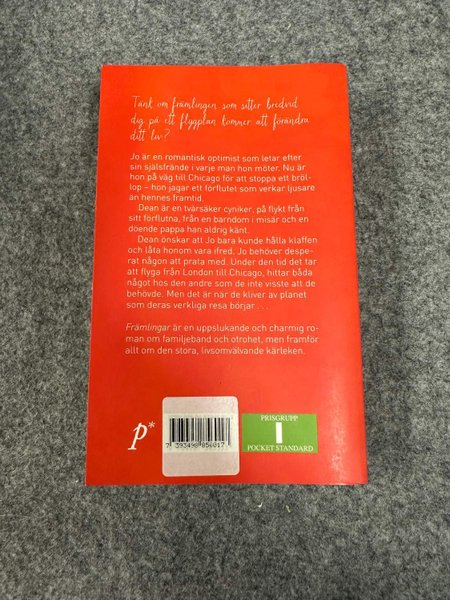 Tänk om främlingen som sitter bredvid
dig på ett flygplan kommer att förändra
ditt liv?
Jo är en romantisk optimist som letar efter
sin själsfrände i varje man hon möter. Nu är
hon på väg till Chicago för att stoppa ett bröl-
lop – hon jagar ett förflutet som verkar ljusare
än hennes framtid.
Dean är en tvärsäker cyniker, på flykt från
sitt förflutna, från en barndom i misär och en
döende pappa han aldrig känt.
Dean önskar att Jo bara kunde hålla klaffen
och låta honom vara ifred. Jo behöver despe-
rat någon att prata med. Under den tid det tar
att flyga från London till Chicago, hittar båda
något hos den andre som de inte visste att de
behövde. Men det är när de kliver av planet
som deras verkliga resa börjar . . .
Främlingar är en uppslukande och charmig ro-
man om familjeband och otrohet, men framför
allt om den stora, livsomvälvande kärleken.
p*
7 393498 056017
PRISGRUPP
I
POCKET STANDARD